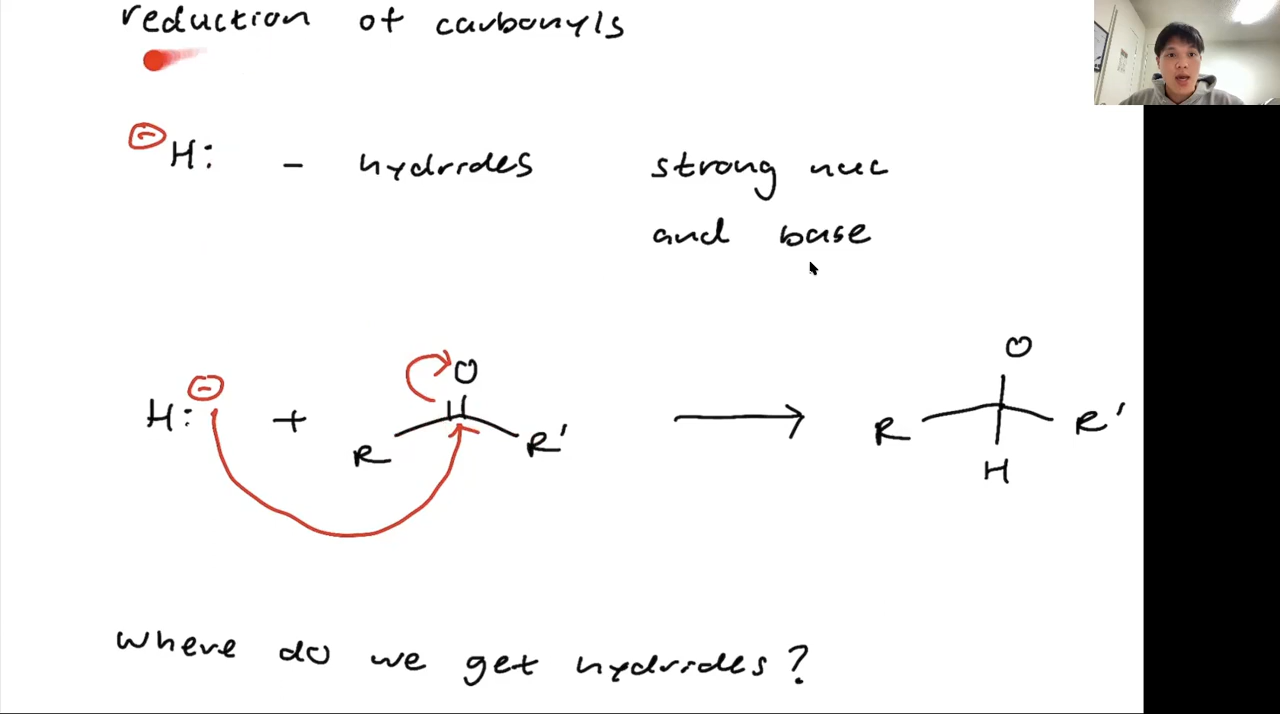 reduction of carbonyls
⊖H: - hydrides strong nuc
and base
H:⊖ + R O R' → R O H R'
where do we get hydrides?